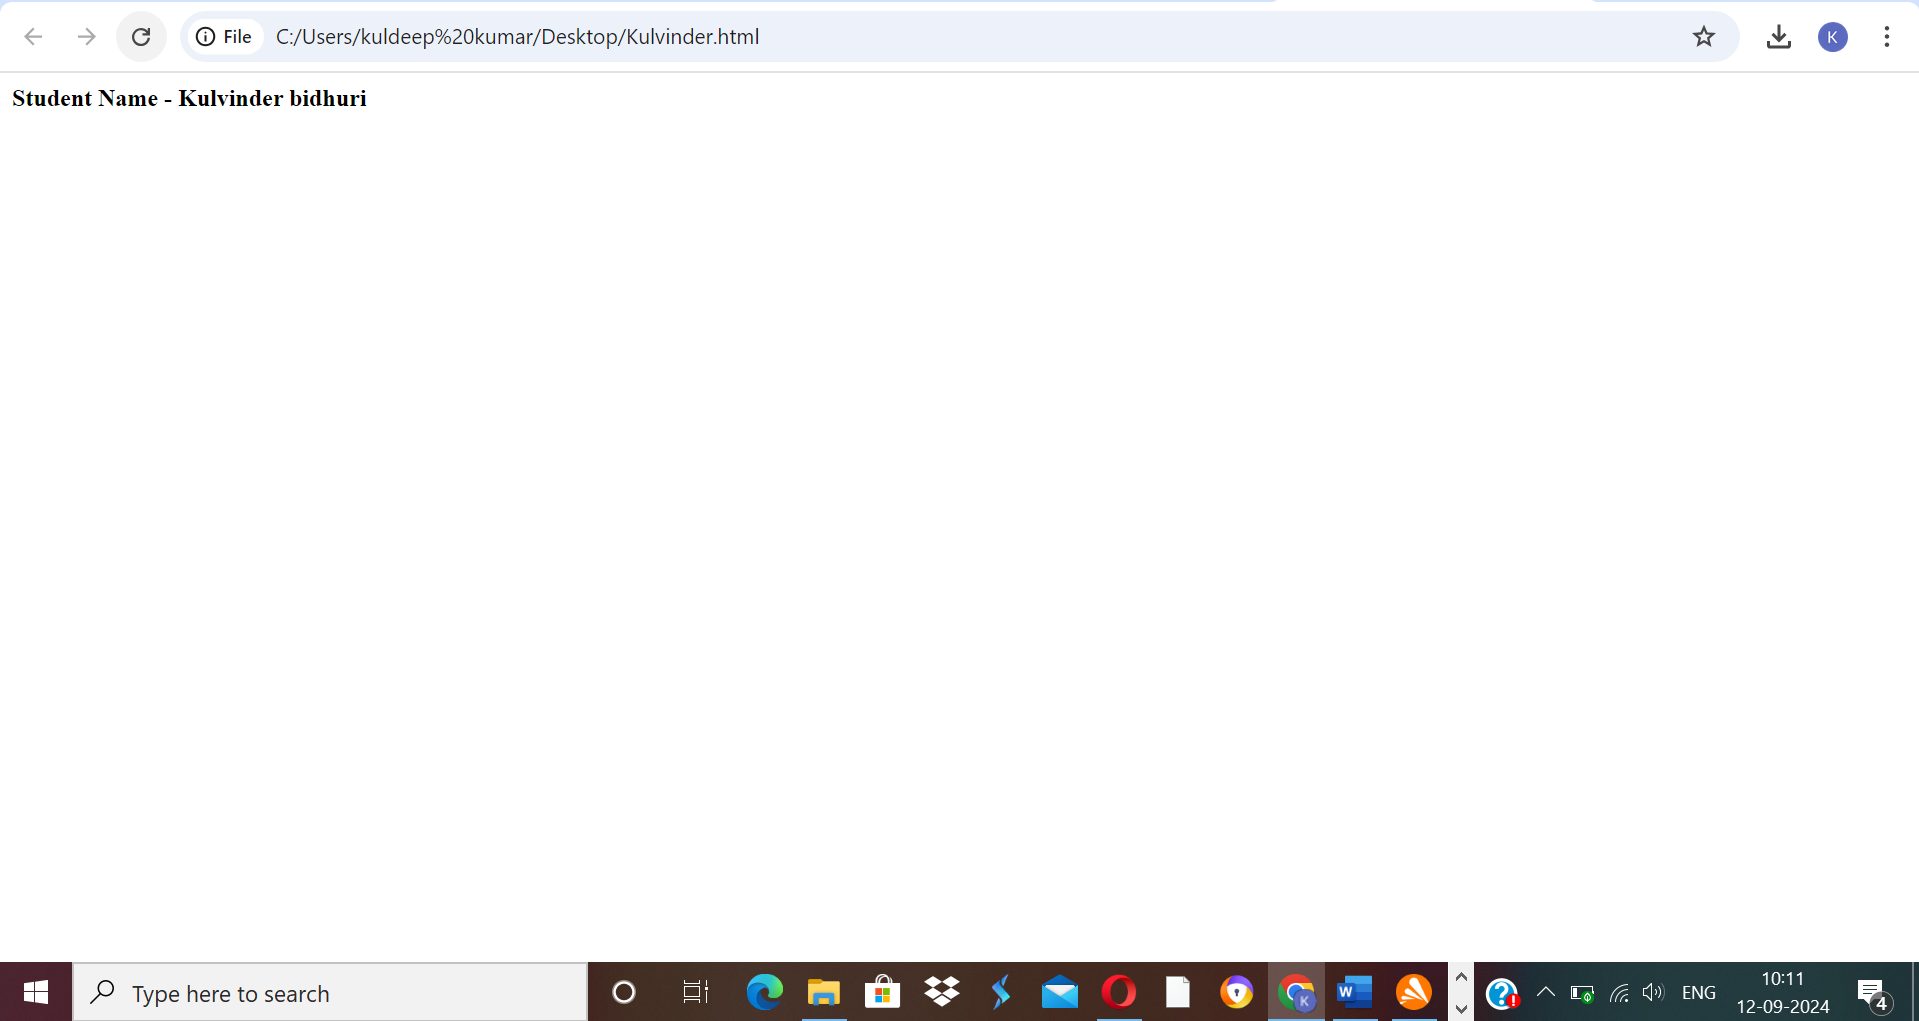 File C:/Users/kuldeep%20kumar/Desktop/Kulvinder.html
K
Student Name - Kulvinder bidhuri
Type here to search
K
W
ENG
10:11
12-09-2024
4